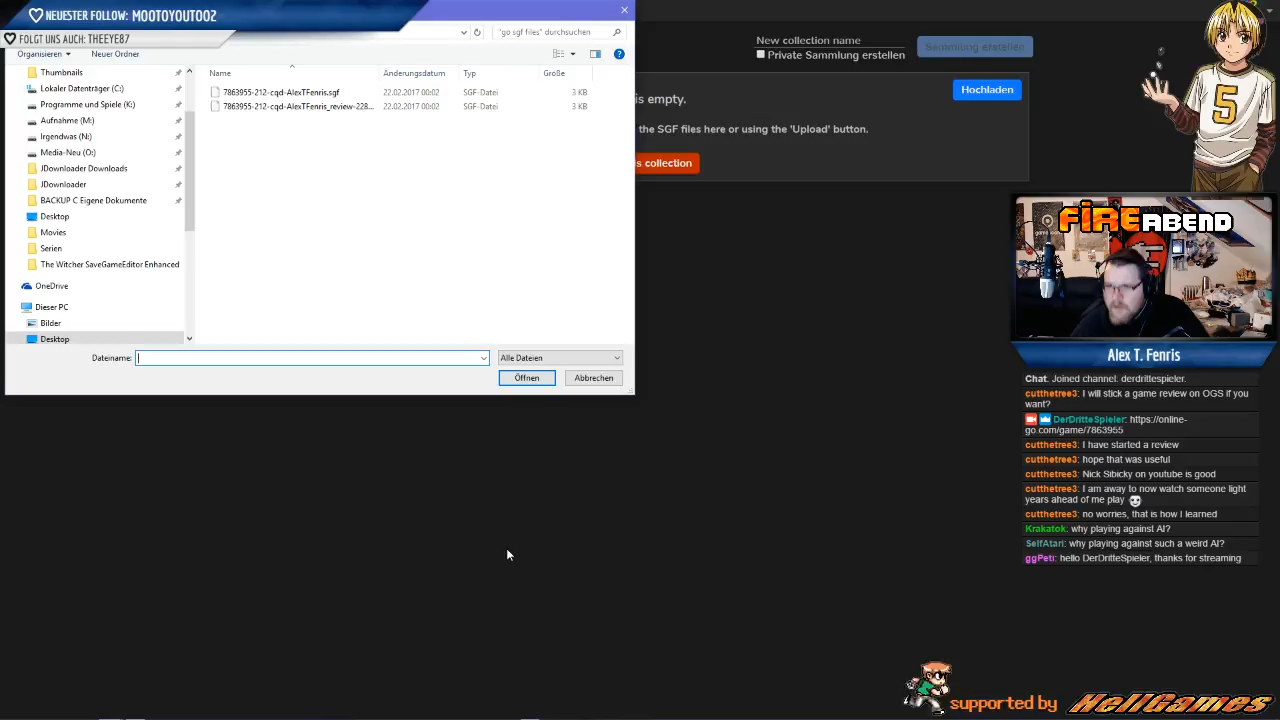 NEUESTER FOLLOW: MOOTOYOUTOO2
FOLGT UNS AUCH: THEEYE87
"go sgf files" durchsuchen
Organisieren
Neuer Ordner
Thumbnails
Lokaler Datenträger (C:)
Programme und Spiele (K:)
Aufnahme (M:)
Irgendwas (N:)
Media-Neu (O:)
JDownloader Downloads
JDownloader
BACKUP C Eigene Dokumente
Desktop
Movies
Serien
The Witcher SaveGameEditor Enhanced
OneDrive
Dieser PC
Bilder
Desktop
Name
Änderungsdatum
Typ
Größe
7863955-212-cqd-AlexTFenris.sgf
22.02.2017 00:02
SGF-Datei
3 KB
7863955-212-cqd-AlexTFenris_review-228...
22.02.2017 00:02
SGF-Datei
3 KB
Dateiname:
Alle Dateien
Öffnen
Abbrechen
New collection name
Private Sammlung erstellen
Sammlung erstellen
is empty.
Hochladen
the SGF files here or using the 'Upload' button.
s collection
5
FIREABEND
Alex T. Fenris
Chat. Joined channel: derdrittespieler.
cutthetree3: I will stick a game review on OGS if you
want?
DerDritteSpieler: https://online-
go.com/game/7863955
cutthetree3: I have started a review
cutthetree3: hope that was useful
cutthetree3: Nick Sibicky on youtube is good
cutthetree3: I am away to now watch someone light
years ahead of me play
cutthetree3: no worries, that is how I learned
Krakatok: why playing against AI?
SelfAtari: why playing against such a weird AI?
ggPeti: hello DerDritteSpieler, thanks for streaming
supported by HellGames